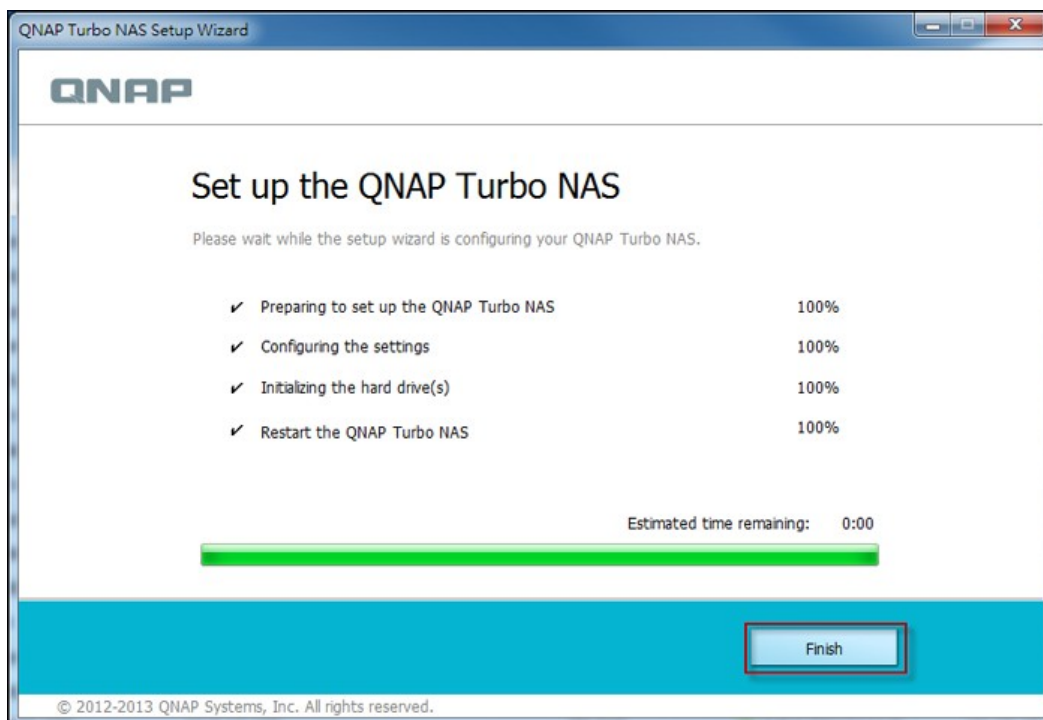 QNAP Turbo NAS Setup Wizard
QNAP
Set up the QNAP Turbo NAS
Please wait while the setup wizard is configuring your QNAP Turbo NAS.
✔ Preparing to set up the QNAP Turbo NAS 100%
✔ Configuring the settings 100%
✔ Initializing the hard drive(s) 100%
✔ Restart the QNAP Turbo NAS 100%
Estimated time remaining: 0:00
Finish
© 2012-2013 QNAP Systems, Inc. All rights reserved.